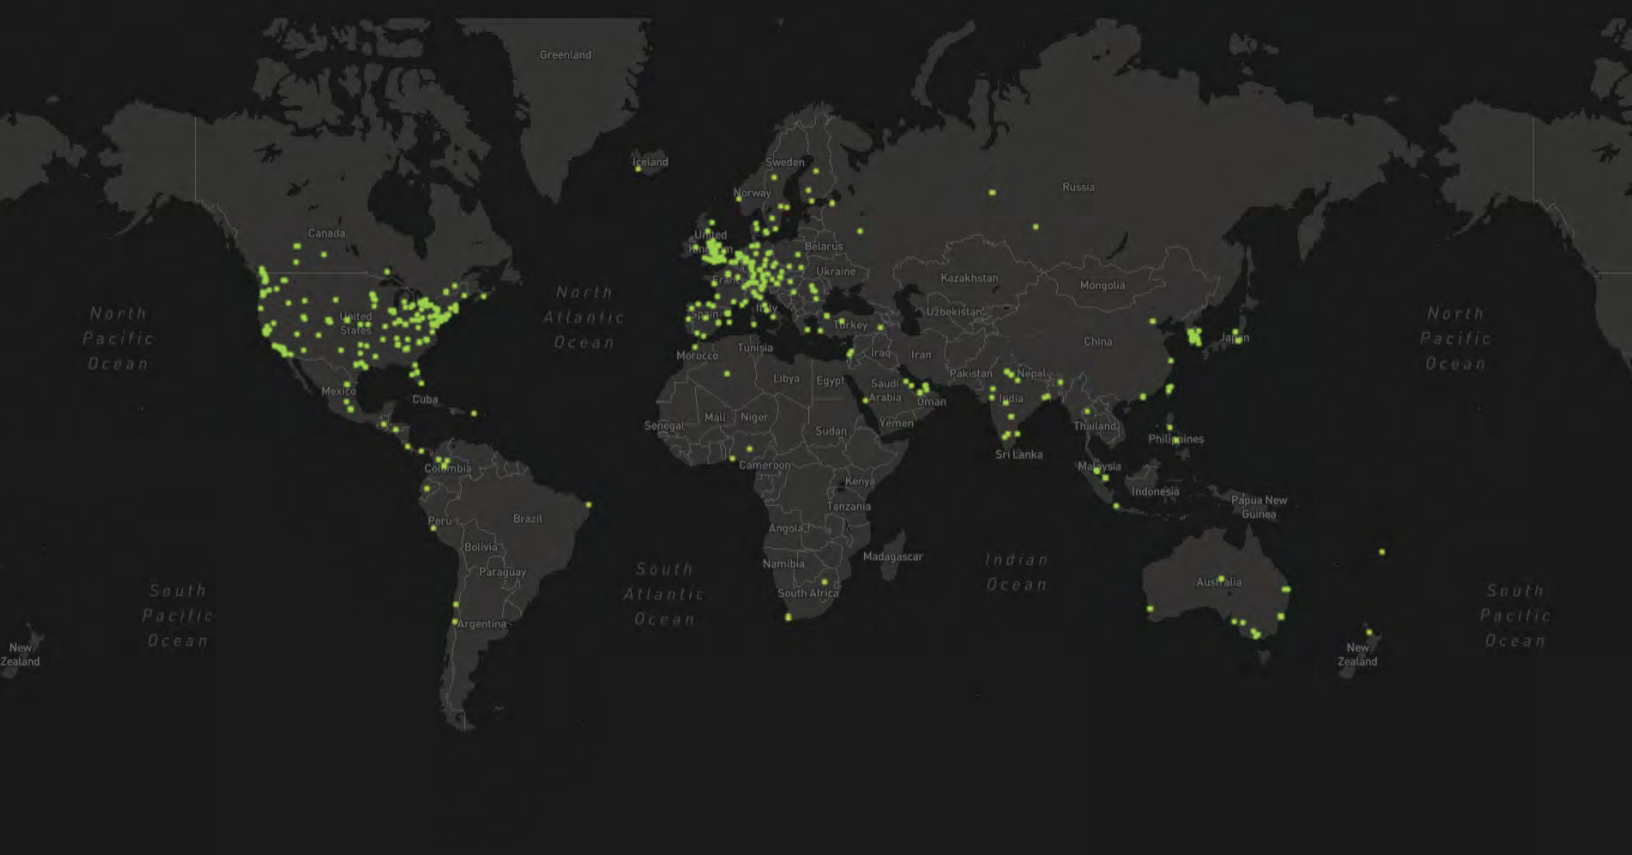 Greenland
Iceland
Sweden
Norway
Russia
Canada
United
Kingdom
Belarus
Ukraine
France
Kazakhstan
Mongolia
North
Pacific
Ocean
North
Atlantic
Ocean
North
Pacific
Ocean
United
States
Spain
Italy
Turkey
Uzbekistan
China
Japan
Morocco
Tunisia
Iraq
Iran
Libya
Egypt
Saudi
Arabia
Pakistan
Nepal
Mexico
Cuba
Oman
India
Mali
Niger
Senegal
Sudan
Yemen
Thailand
Philippines
Sri Lanka
Colombia
Cameroon
Malaysia
Kenya
Indonesia
Papua New
Guinea
Peru
Brazil
Tanzania
Angola
Bolivia
Madagascar
Namibia
Paraguay
South
Atlantic
Ocean
Indian
Ocean
South
Pacific
Ocean
Australia
South Africa
South
Pacific
Ocean
Argentina
New
Zealand
New
Zealand